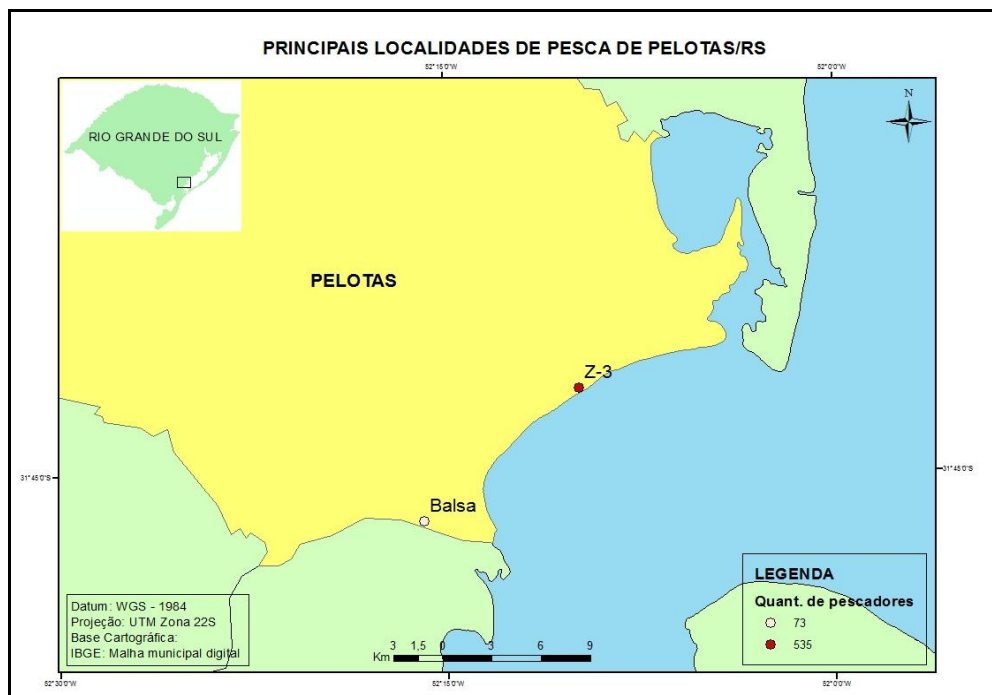 PRINCIPAIS LOCALIDADES DE PESCA DE PELOTAS/RS
52°15'0"W
52°0'0"W
N
RIO GRANDE DO SUL
PELOTAS
Z-3
31°45'0"S
31°45'0"S
Balsa
LEGENDA
Quant. de pescadores
73
535
Datum: WGS - 1984
Projeção: UTM Zona 22S
Base Cartográfica:
IBGE: Malha municipal digital
3 1,5 0 3 6 9
Km
52°30'0"W
52°15'0"W
52°0'0"W